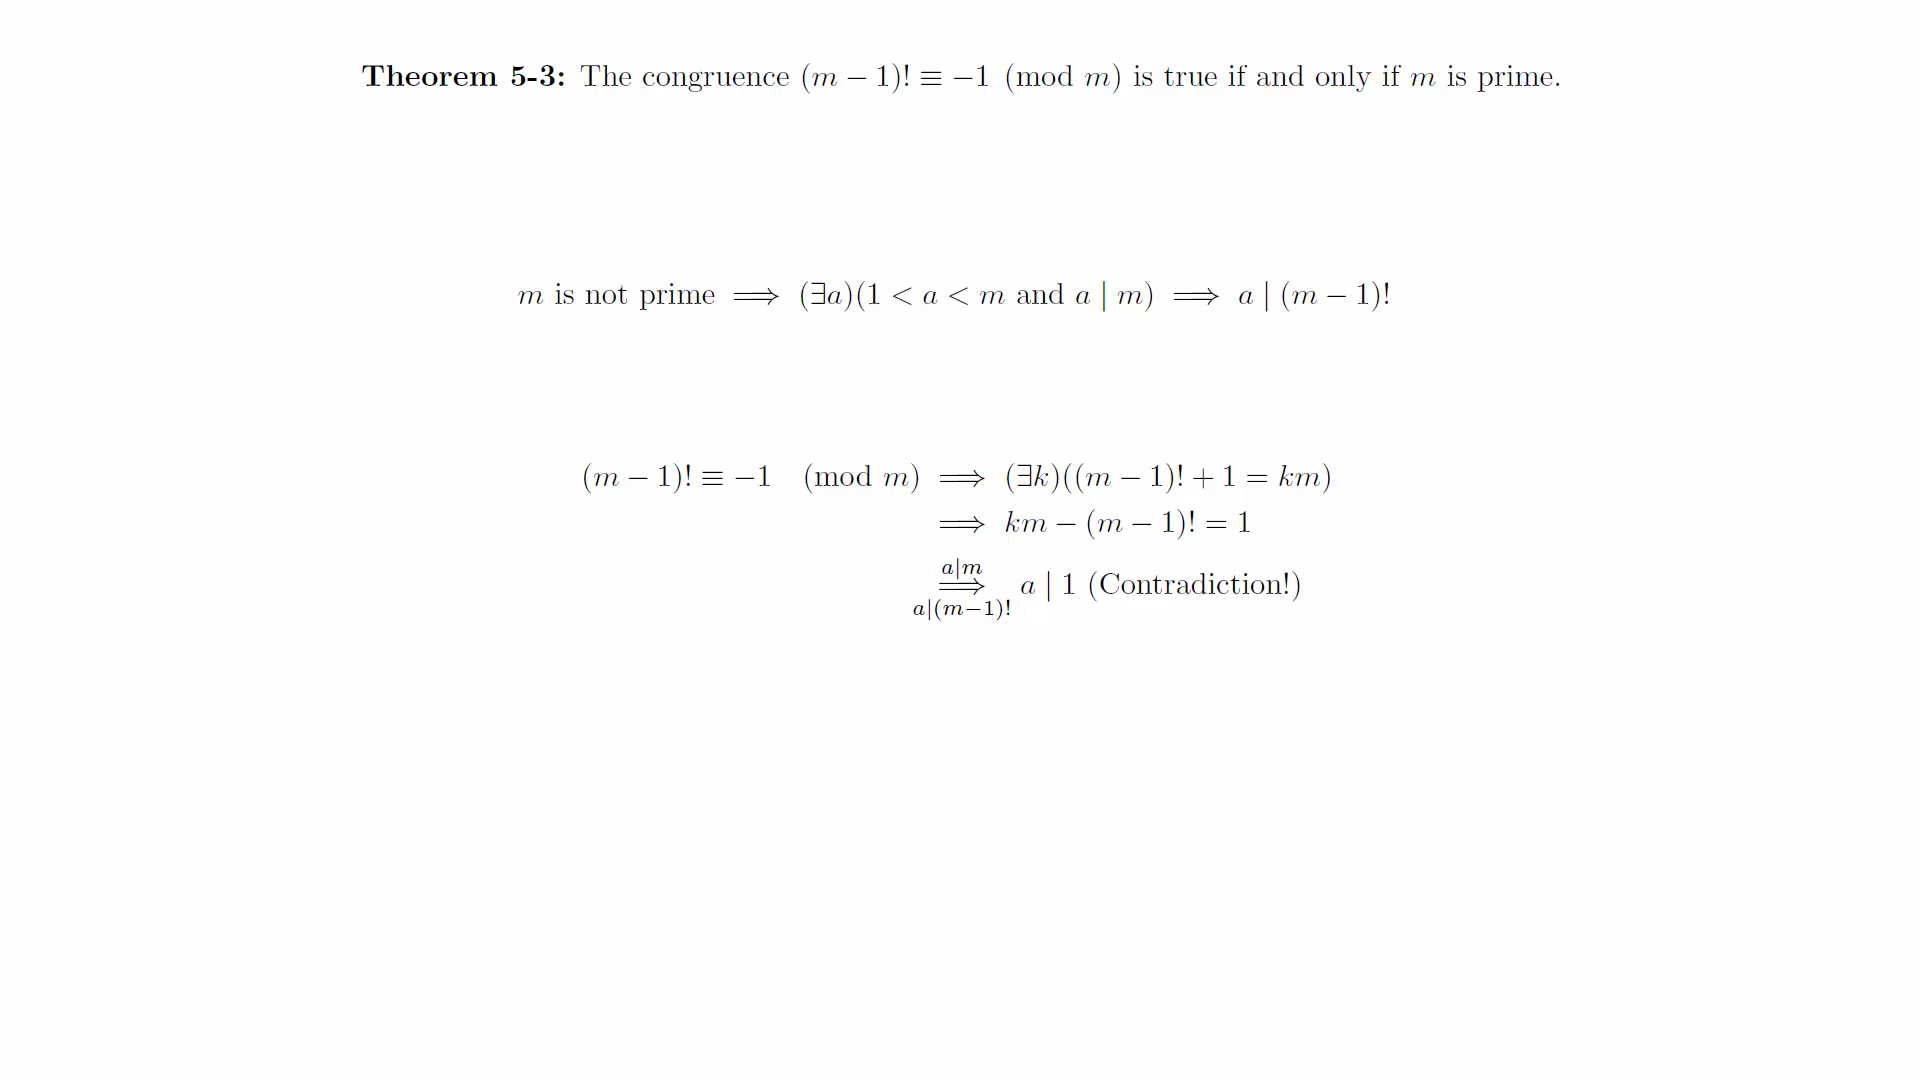 Theorem 5-3: The congruence (m − 1)! ≡ −1 (mod m) is true if and only if m is prime.
m is not prime ⟹ (∃a)(1 < a < m and a | m) ⟹ a | (m − 1)!
(m − 1)! ≡ −1 (mod m) ⟹ (∃k)((m − 1)! + 1 = km)
⟹ km − (m − 1)! = 1
a|m
⟹ a | 1 (Contradiction!)
a|(m−1)!